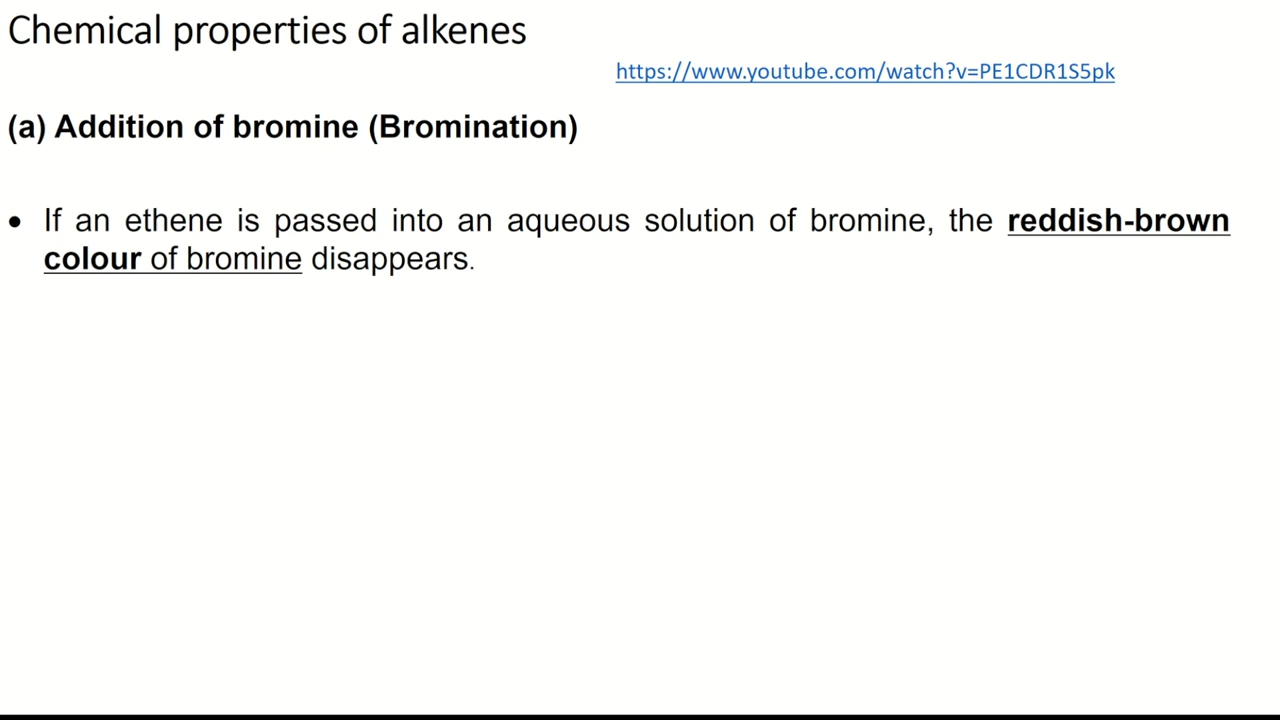 Chemical properties of alkenes
https://www.youtube.com/watch?v=PE1CDR1S5pk
(a) Addition of bromine (Bromination)
• If an ethene is passed into an aqueous solution of bromine, the reddish-brown
colour of bromine disappears.